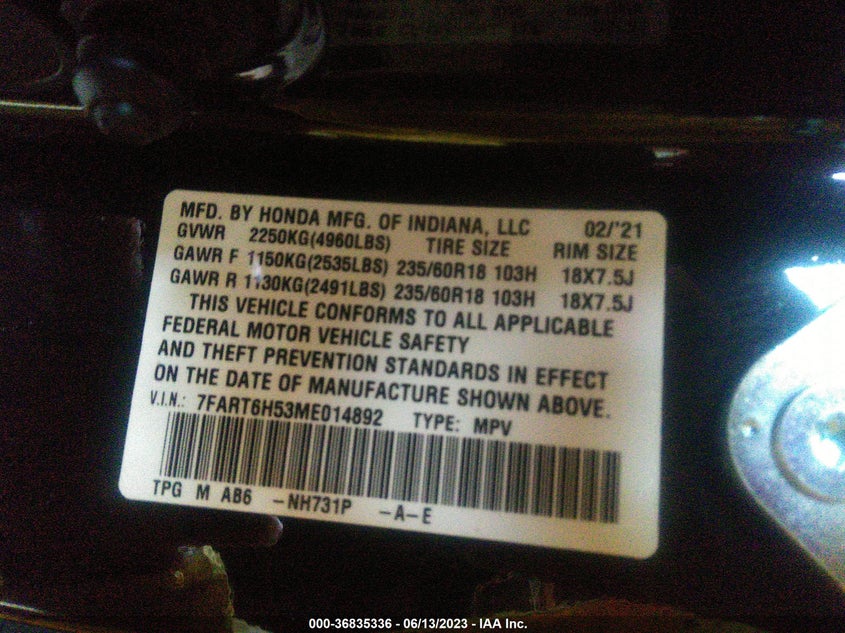 MFD. BY HONDA MFG. OF INDIANA, LLC 02/'21
GVWR 2250KG(4960LBS) TIRE SIZE RIM SIZE
GAWR F 1150KG(2535LBS) 235/60R18 103H 18X7.5J
GAWR R 1130KG(2491LBS) 235/60R18 103H 18X7.5J
THIS VEHICLE CONFORMS TO ALL APPLICABLE
FEDERAL MOTOR VEHICLE SAFETY
AND THEFT PREVENTION STANDARDS IN EFFECT
ON THE DATE OF MANUFACTURE SHOWN ABOVE.
V.I.N.: 7FART6H53ME014892 TYPE: MPV
TPG M AB6 -NH731P -A-E
000-36835336 - 06/13/2023 - IAA Inc.